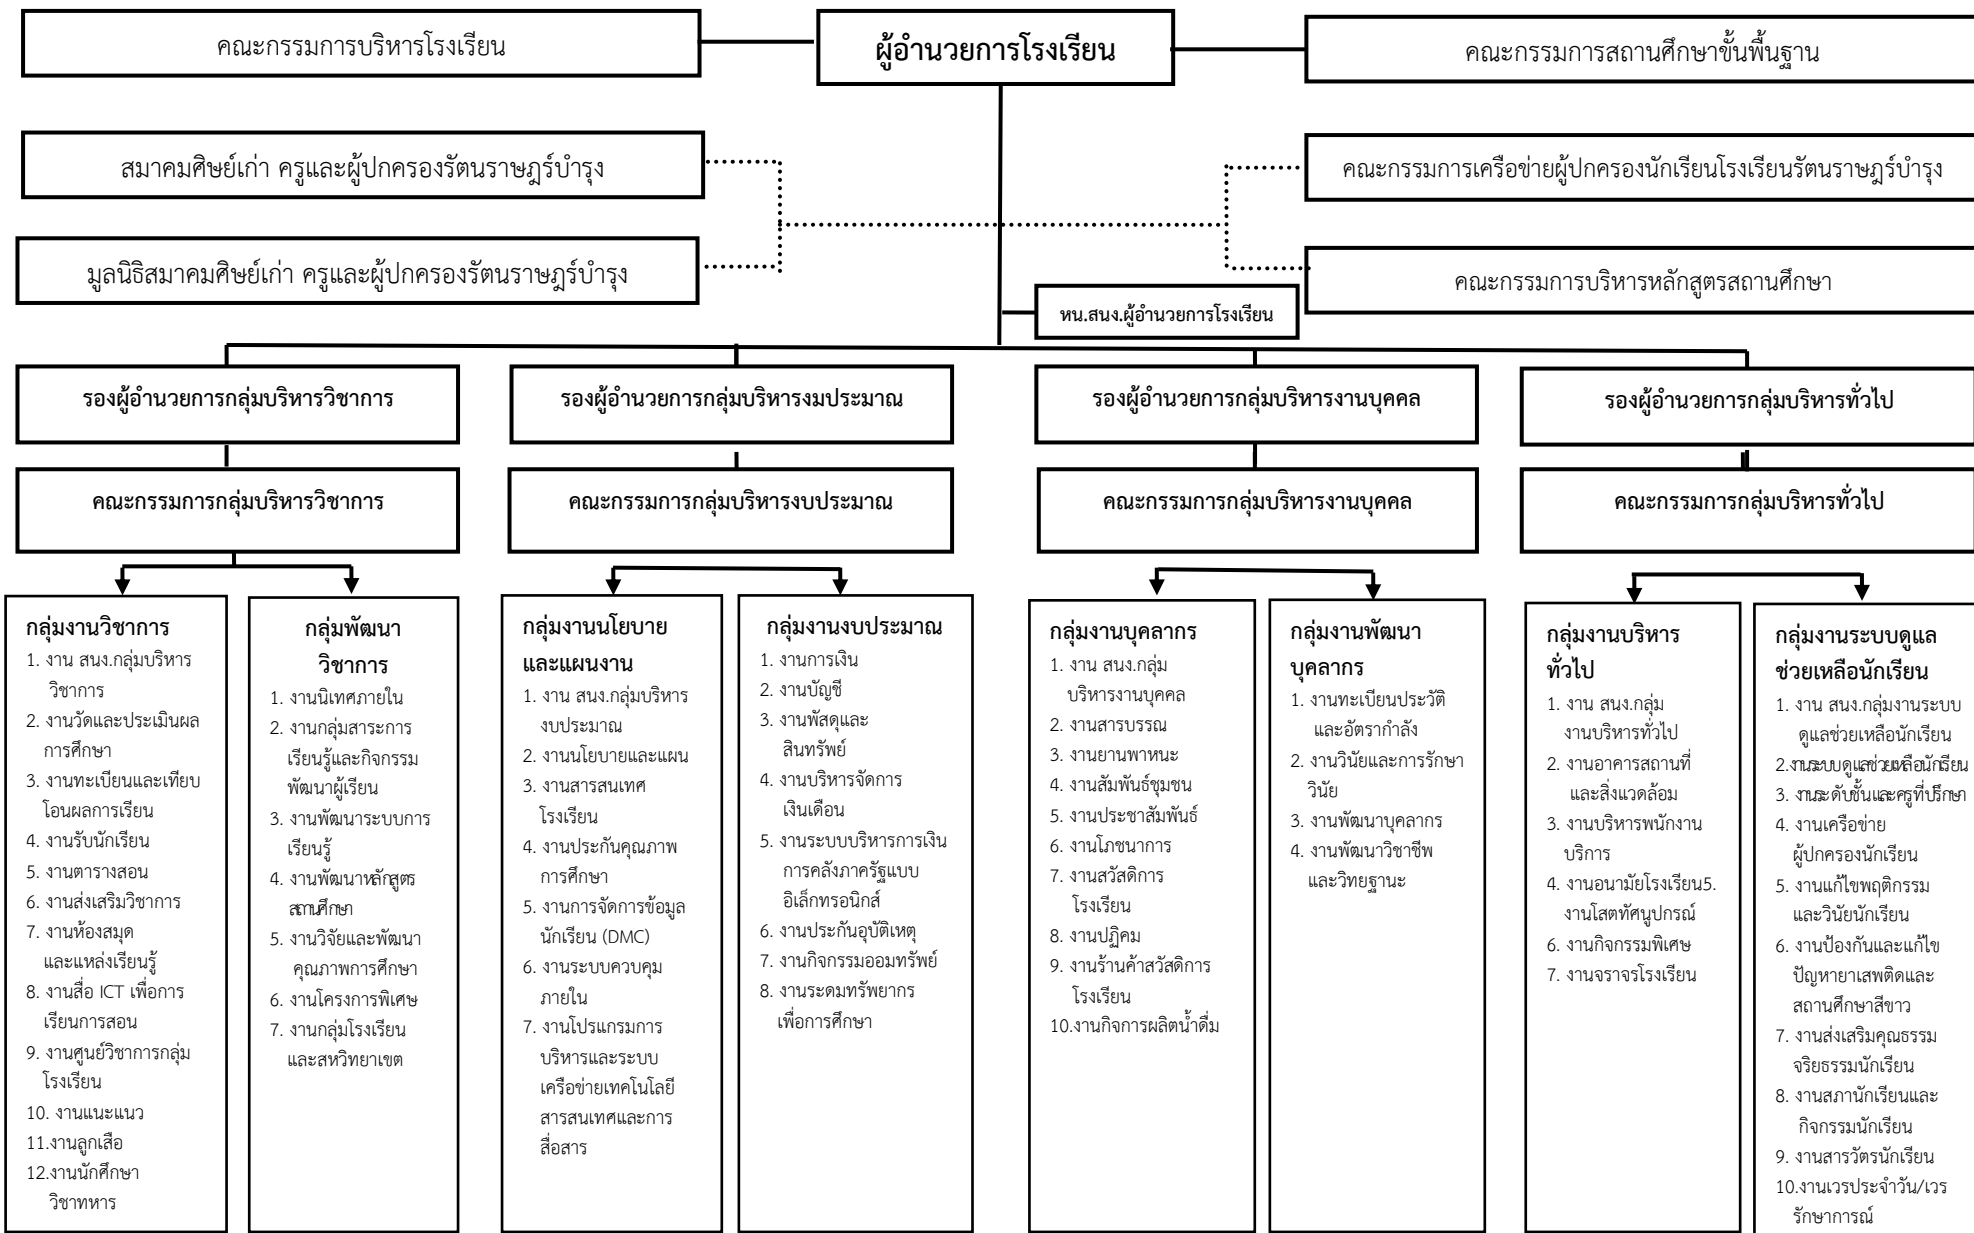 คณะกรรมการบริหารโรงเรียน
ผู้อำนวยการโรงเรียน
คณะกรรมการสถานศึกษาขั้นพื้นฐาน
สมาคมศิษย์เก่า ครูและผู้ปกครองรัตนราษฎร์บำรุง
คณะกรรมการเครือข่ายผู้ปกครองนักเรียนโรงเรียนรัตนราษฎร์บำรุง
มูลนิธิสมาคมศิษย์เก่า ครูและผู้ปกครองรัตนราษฎร์บำรุง
คณะกรรมการบริหารหลักสูตรสถานศึกษา
หน.สนง.ผู้อำนวยการโรงเรียน
รองผู้อำนวยการกลุ่มบริหารวิชาการ
รองผู้อำนวยการกลุ่มบริหารงมประมาณ
รองผู้อำนวยการกลุ่มบริหารงานบุคคล
รองผู้อำนวยการกลุ่มบริหารทั่วไป
คณะกรรมการกลุ่มบริหารวิชาการ
คณะกรรมการกลุ่มบริหารงบประมาณ
คณะกรรมการกลุ่มบริหารงานบุคคล
คณะกรรมการกลุ่มบริหารทั่วไป
กลุ่มงานวิชาการ
1. งาน สนง.กลุ่มบริหาร
วิชาการ
2. งานวัดและประเมินผล
การศึกษา
3. งานทะเบียนและเทียบ
โอนผลการเรียน
4. งานรับนักเรียน
5. งานตารางสอน
6. งานส่งเสริมวิชาการ
7. งานห้องสมุด
และแหล่งเรียนรู้
8. งานสื่อ ICT เพื่อการ
เรียนการสอน
9. งานศูนย์วิชาการกลุ่ม
โรงเรียน
10. งานแนะแนว
11.งานลูกเสือ
12.งานนักศึกษา
วิชาทหาร
กลุ่มพัฒนา
วิชาการ
1. งานนิเทศภายใน
2. งานกลุ่มสาระการ
เรียนรู้และกิจกรรม
พัฒนาผู้เรียน
3. งานพัฒนาระบบการ
เรียนรู้
4. งานพัฒนาหลักสูตร
สถานศึกษา
5. งานวิจัยและพัฒนา
คุณภาพการศึกษา
6. งานโครงการพิเศษ
7. งานกลุ่มโรงเรียน
และสหวิทยาเขต
กลุ่มงานนโยบาย
และแผนงาน
1. งาน สนง.กลุ่มบริหาร
งบประมาณ
2. งานนโยบายและแผน
3. งานสารสนเทศ
โรงเรียน
4. งานประกันคุณภาพ
การศึกษา
5. งานการจัดการข้อมูล
นักเรียน (DMC)
6. งานระบบควบคุม
ภายใน
7. งานโปรแกรมการ
บริหารและระบบ
เครือข่ายเทคโนโลยี
สารสนเทศและการ
สื่อสาร
กลุ่มงานงบประมาณ
1. งานการเงิน
2. งานบัญชี
3. งานพัสดุและ
สินทรัพย์
4. งานบริหารจัดการ
เงินเดือน
5. งานระบบบริหารการเงิน
การคลังภาครัฐแบบ
อิเล็กทรอนิกส์
6. งานประกันอุบัติเหตุ
7. งานกิจกรรมออมทรัพย์
8. งานระดมทรัพยากร
เพื่อการศึกษา
กลุ่มงานบุคลากร
1. งาน สนง.กลุ่ม
บริหารงานบุคคล
2. งานสารบรรณ
3. งานยานพาหนะ
4. งานสัมพันธ์ชุมชน
5. งานประชาสัมพันธ์
6. งานโภชนาการ
7. งานสวัสดิการ
โรงเรียน
8. งานปฏิคม
9. งานร้านค้าสวัสดิการ
โรงเรียน
10.งานกิจการผลิตน้ำดื่ม
กลุ่มงานพัฒนา
บุคลากร
1. งานทะเบียนประวัติ
และอัตรากำลัง
2. งานวินัยและการรักษา
วินัย
3. งานพัฒนาบุคลากร
4. งานพัฒนาวิชาชีพ
และวิทยฐานะ
กลุ่มงานบริหาร
ทั่วไป
1. งาน สนง.กลุ่ม
งานบริหารทั่วไป
2. งานอาคารสถานที่
และสิ่งแวดล้อม
3. งานบริหารพนักงาน
บริการ
4. งานอนามัยโรงเรียน5.
งานโสตทัศนูปกรณ์
6. งานกิจกรรมพิเศษ
7. งานจราจรโรงเรียน
กลุ่มงานระบบดูแล
ช่วยเหลือนักเรียน
1. งาน สนง.กลุ่มงานระบบ
ดูแลช่วยเหลือนักเรียน
2.งานระบบดูแลช่วยเหลือนักเรียน
3. งานระดับชั้นและครูที่ปรึกษา
4. งานเครือข่าย
ผู้ปกครองนักเรียน
5. งานแก้ไขพฤติกรรม
และวินัยนักเรียน
6. งานป้องกันและแก้ไข
ปัญหายาเสพติดและ
สถานศึกษาสีขาว
7. งานส่งเสริมคุณธรรม
จริยธรรมนักเรียน
8. งานสภานักเรียนและ
กิจกรรมนักเรียน
9. งานสารวัตรนักเรียน
10.งานเวรประจำวัน/เวร
รักษาการณ์